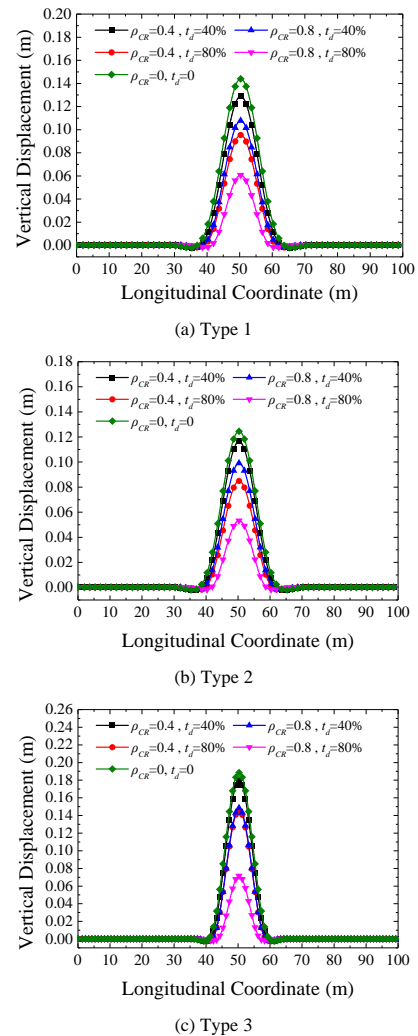 0.20
0.18
0.16
0.14
0.12
0.10
0.08
0.06
0.04
0.02
0.00
Vertical Displacement (m)
ρCR=0.4 , td=40% ρCR=0.8 , td=40%
ρCR=0.4 , td=80% ρCR=0.8 , td=80%
ρCR=0, td=0
0 10 20 30 40 50 60 70 80 90 100
Longitudinal Coordinate (m)
(a) Type 1
0.18
0.16
0.14
0.12
0.10
0.08
0.06
0.04
0.02
0.00
Vertical Displacement (m)
ρCR=0.4 , td=40% ρCR=0.8 , td=40%
ρCR=0.4 , td=80% ρCR=0.8 , td=80%
ρCR=0, td=0
0 10 20 30 40 50 60 70 80 90 100
Longitudinal Coordinate (m)
(b) Type 2
0.26
0.24
0.22
0.20
0.18
0.16
0.14
0.12
0.10
0.08
0.06
0.04
0.02
0.00
Vertical Displacement (m)
ρCR=0.4 , td=40% ρCR=0.8 , td=40%
ρCR=0.4 , td=80% ρCR=0.8 , td=80%
ρCR=0, td=0
0 10 20 30 40 50 60 70 80 90 100
Longitudinal Coordinate (m)
(c) Type 3